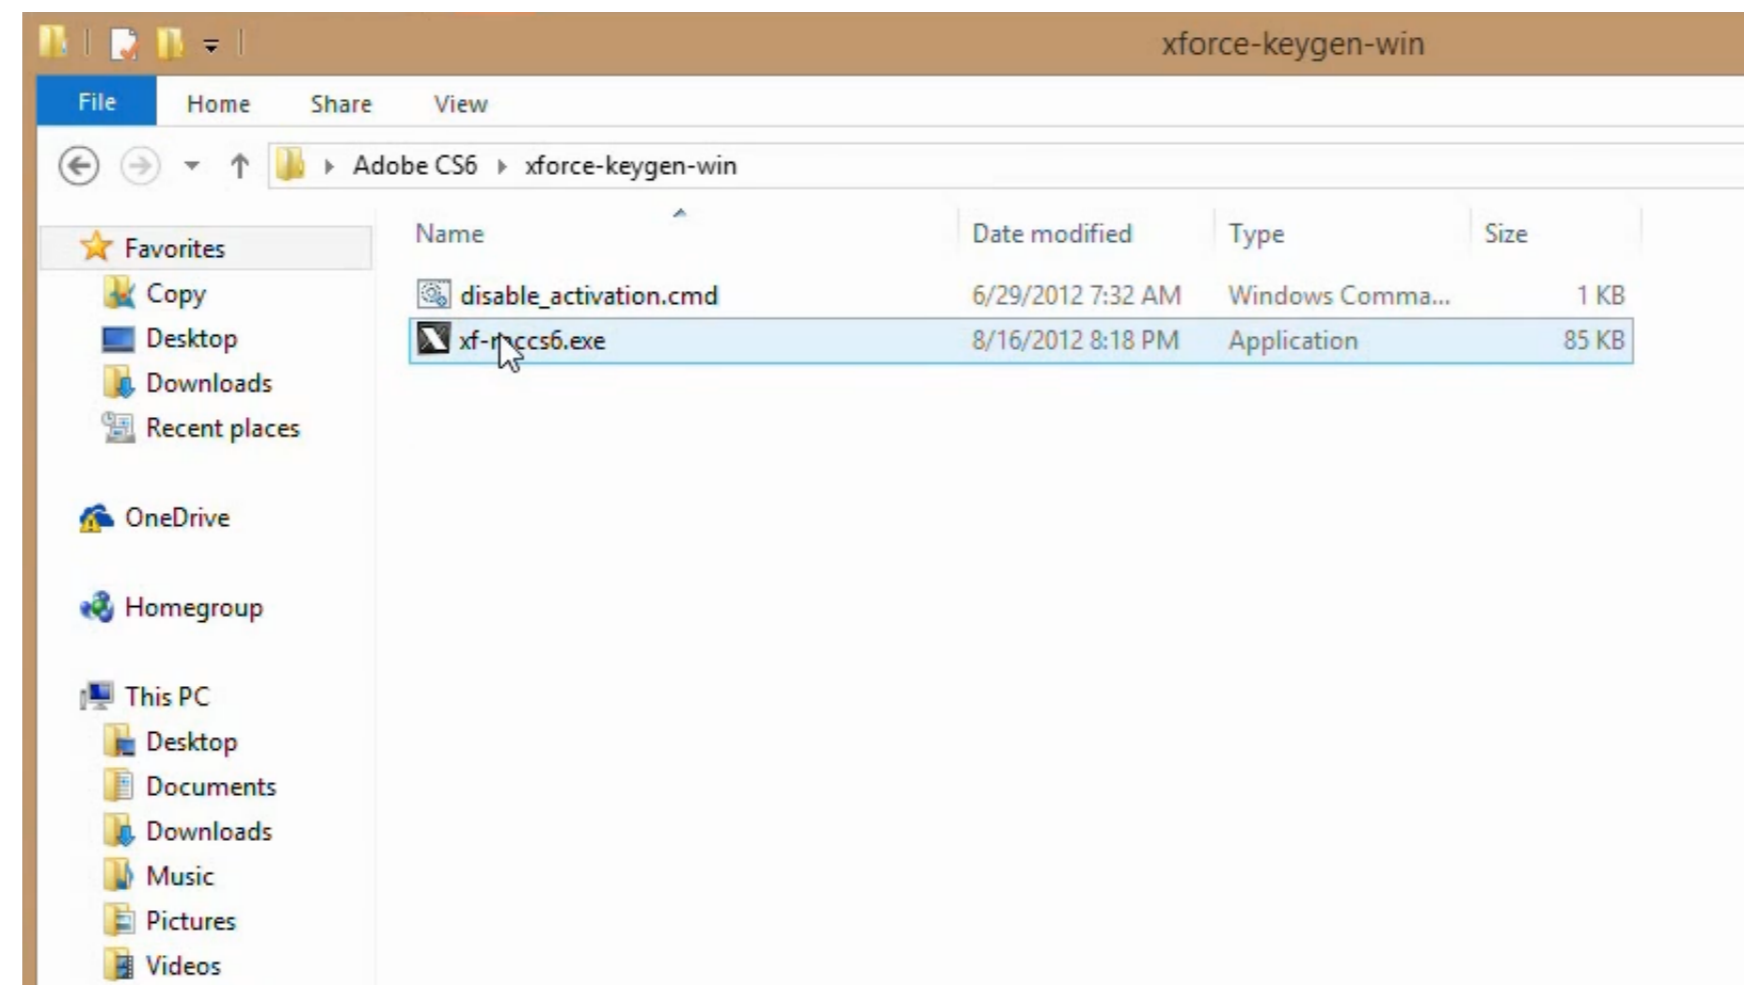 xforce-keygen-win
File Home Share View
Adobe CS6 xforce-keygen-win
Name Date modified Type Size
Favorites
disable_activation.cmd 6/29/2012 7:32 AM Windows Comma... 1 KB
Copy
xf-mccs6.exe 8/16/2012 8:18 PM Application 85 KB
Desktop
Downloads
Recent places
OneDrive
Homegroup
This PC
Desktop
Documents
Downloads
Music
Pictures
Videos